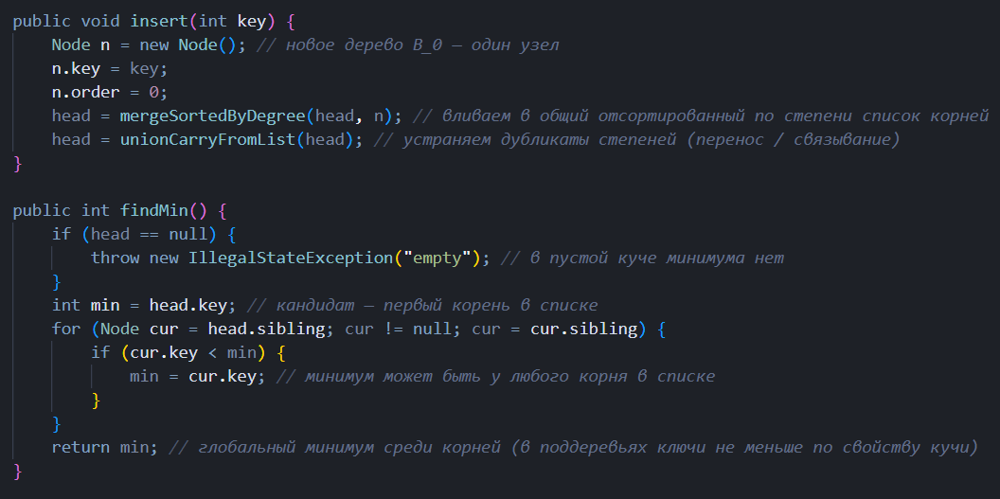 public void insert(int key) {
    Node n = new Node(); // новое дерево B_0 — один узел
    n.key = key;
    n.order = 0;
    head = mergeSortedByDegree(head, n); // вливаем в общий отсортированный по степени список корней
    head = unionCarryFromList(head); // устраняем дубликаты степеней (перенос / связывание)
}

public int findMin() {
    if (head == null) {
        throw new IllegalStateException("empty"); // в пустой куче минимума нет
    }
    int min = head.key; // кандидат — первый корень в списке
    for (Node cur = head.sibling; cur != null; cur = cur.sibling) {
        if (cur.key < min) {
            min = cur.key; // минимум может быть у любого корня в списке
        }
    }
    return min; // глобальный минимум среди корней (в поддеревьях ключи не меньше по свойству кучи)
}